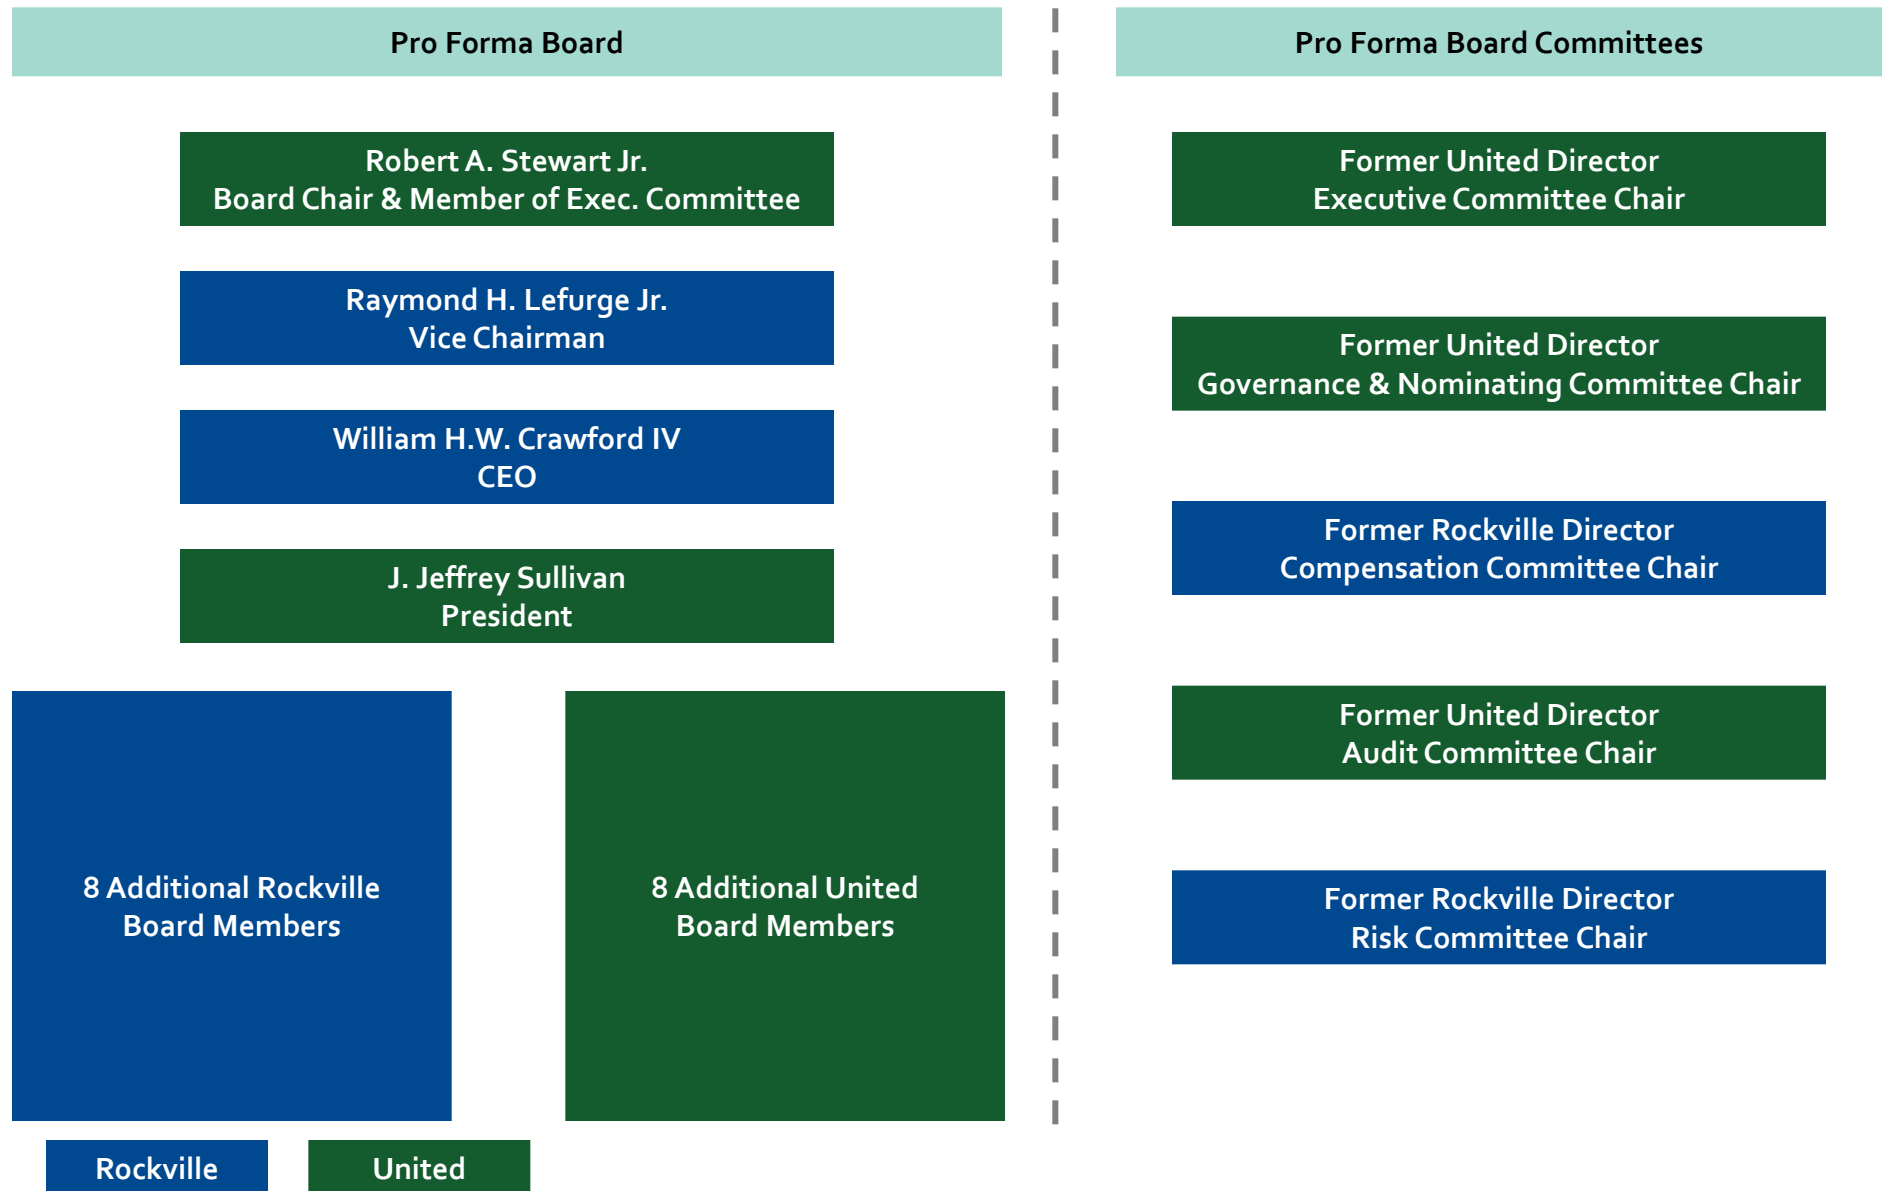 Pro Forma Board
Robert A. Stewart Jr.
Board Chair & Member of Exec. Committee
Raymond H. Lefurge Jr.
Vice Chairman
William H.W. Crawford IV
CEO
J. Jeffrey Sullivan
President
8 Additional Rockville
Board Members
8 Additional United
Board Members
Rockville
United
Pro Forma Board Committees
Former United Director
Executive Committee Chair
Former United Director
Governance & Nominating Committee Chair
Former Rockville Director
Compensation Committee Chair
Former United Director
Audit Committee Chair
Former Rockville Director
Risk Committee Chair